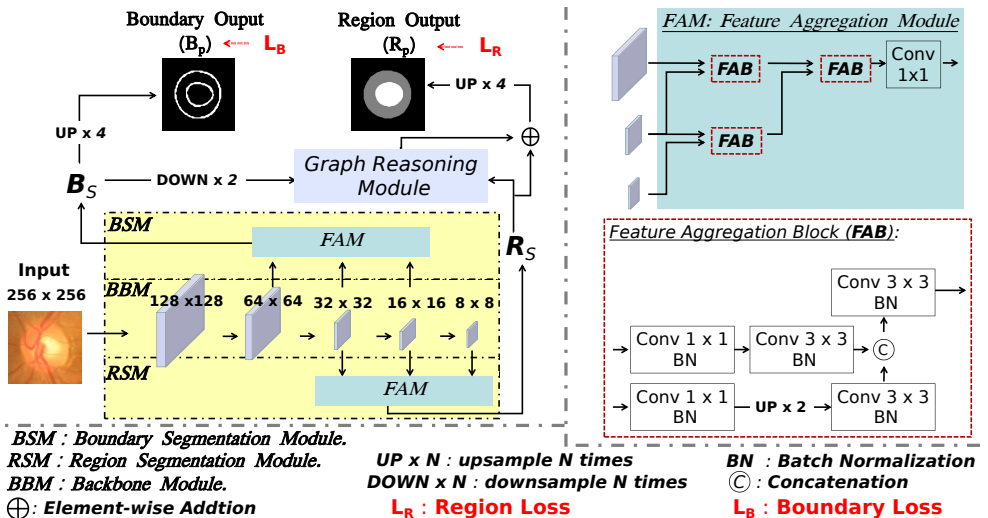 Boundary Ouput
(Bp)
LB
Region Output
(Rp)
LR
UP x 4
UP x 4
BS
DOWN x 2
Graph Reasoning
Module
⊕
RS
BSM
FAM
Input
256 x 256
BBM
128 x128
64 x 64
32 x 32
16 x 16
8 x 8
RSM
FAM
FAM: Feature Aggregation Module
FAB
FAB
Conv
1x1
FAB
Feature Aggregation Block (FAB):
Conv 3 x 3
BN
Conv 1 x 1
BN
Conv 3 x 3
BN
C
Conv 1 x 1
BN
UP x 2
Conv 3 x 3
BN
BSM : Boundary Segmentation Module.
RSM : Region Segmentation Module.
BBM : Backbone Module.
⊕: Element-wise Addtion
UP x N : upsample N times
DOWN x N : downsample N times
LR : Region Loss
BN : Batch Normalization
C : Concatenation
LB : Boundary Loss